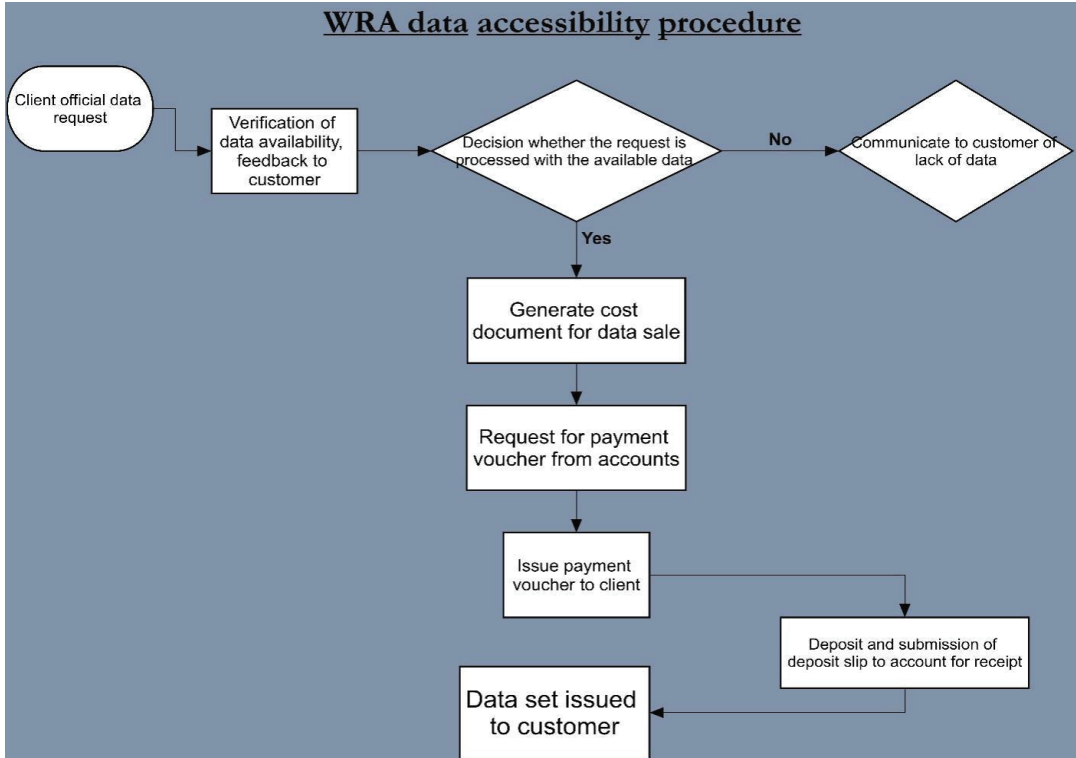 WRA data accessibility procedure
Client official data
request
Verification of
data availability,
feedback to
customer
Decision whether the request is
processed with the available data
No
Communicate to customer of
lack of data
Yes
Generate cost
document for data sale
Request for payment
voucher from accounts
Issue payment
voucher to client
Deposit and submission of
deposit slip to account for receipt
Data set issued
to customer